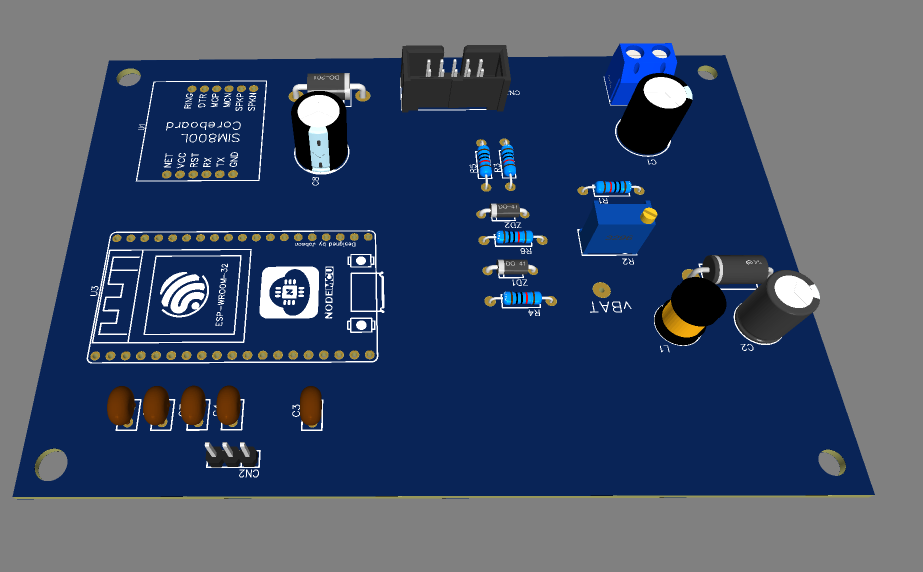 DO-201
CN
RING
DTR
MCP
MCN
SPKP
SPKN
U1
SIM800L
Coreboard
NET
VCC
RST
RX
TX
GND
C8
C1
R5
R3
R1
ZD2
R6
R2
ZD1
R4
VBAT
L1
C2
Designed by
U3
ESP-WROOM-32
NODEMCU
C3
CN2